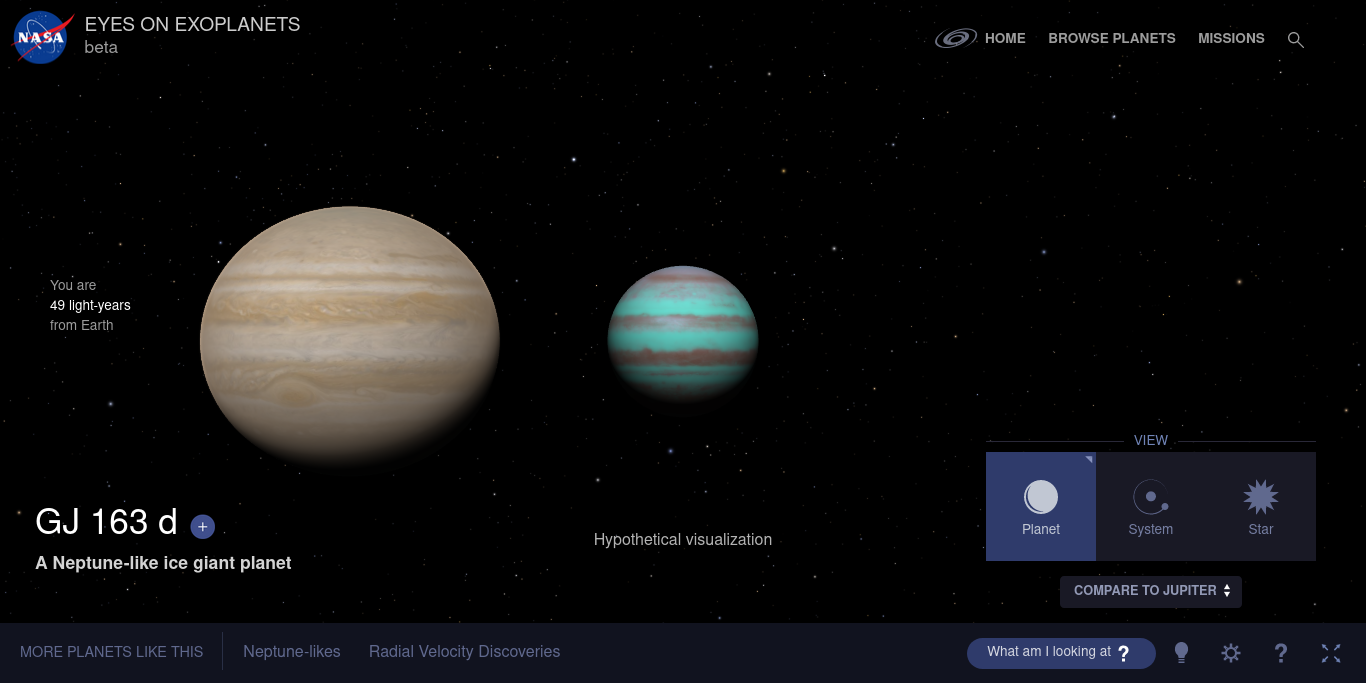 NASA
EYES ON EXOPLANETS
beta
HOME
BROWSE PLANETS
MISSIONS
You are
49 light-years
from Earth
VIEW
Planet
System
Star
GJ 163 d +
A Neptune-like ice giant planet
Hypothetical visualization
COMPARE TO JUPITER
MORE PLANETS LIKE THIS
Neptune-likes
Radial Velocity Discoveries
What am I looking at ?
?